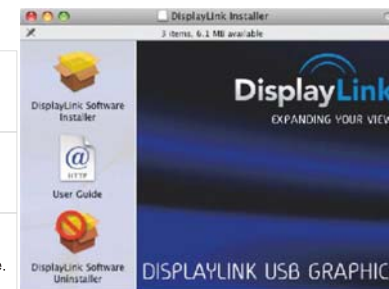 DisplayLink Installer
3 items, 6.1 MB available
DisplayLink
EXPANDING YOUR VIEW
DisplayLink Software
Installer
HTTP
User Guide
DisplayLink Software
Uninstaller
DISPLAYLINK USB GRAPHIC
e.